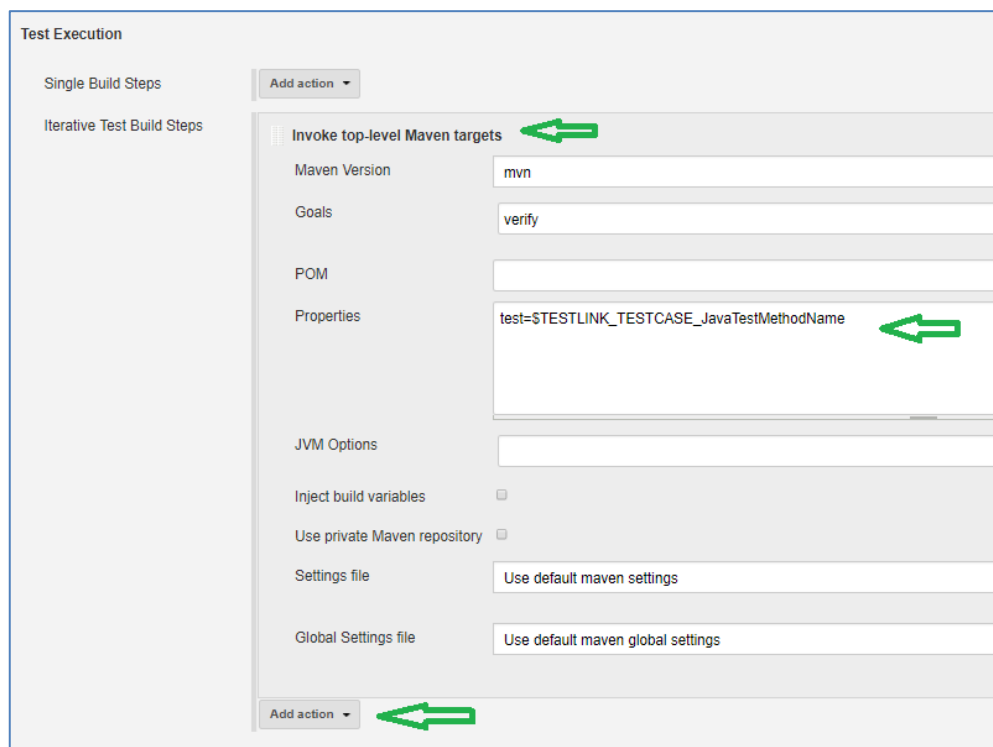 Test Execution
Single Build Steps
Add action
Iterative Test Build Steps
Invoke top-level Maven targets
Maven Version
mvn
Goals
verify
POM
Properties
test=$TESTLINK_TESTCASE_JavaTestMethodName
JVM Options
Inject build variables
Use private Maven repository
Settings file
Use default maven settings
Global Settings file
Use default maven global settings
Add action